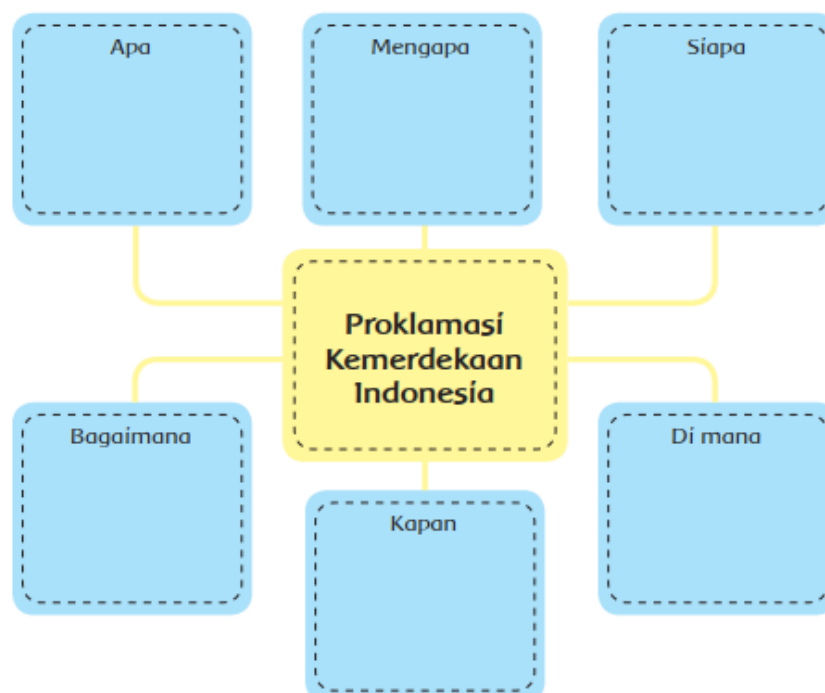 Apa
Mengapa
Siapa
Proklamasi
Kemerdekaan
Indonesia
Bagaimana
Di mana
Kapan